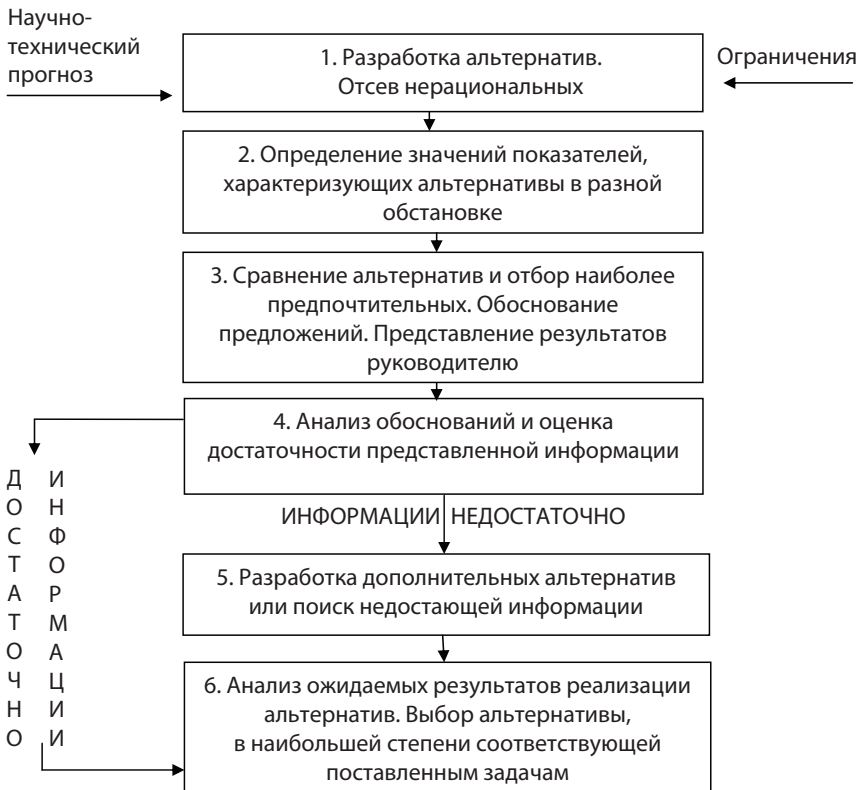 Научно-
технический
прогноз
Ограничения
1. Разработка альтернатив.
Отсев нерациональных
2. Определение значений показателей,
характеризующих альтернативы в разной
обстановке
3. Сравнение альтернатив и отбор наиболее
предпочтительных. Обоснование
предложений. Представление результатов
руководителю
4. Анализ обоснований и оценка
достаточности представленной информации
ДОСТАТОЧНО
ИНФОРМАЦИИ
ИНФОРМАЦИИ НЕДОСТАТОЧНО
5. Разработка дополнительных альтернатив
или поиск недостающей информации
6. Анализ ожидаемых результатов реализации
альтернатив. Выбор альтернативы,
в наибольшей степени соответствующей
поставленным задачам